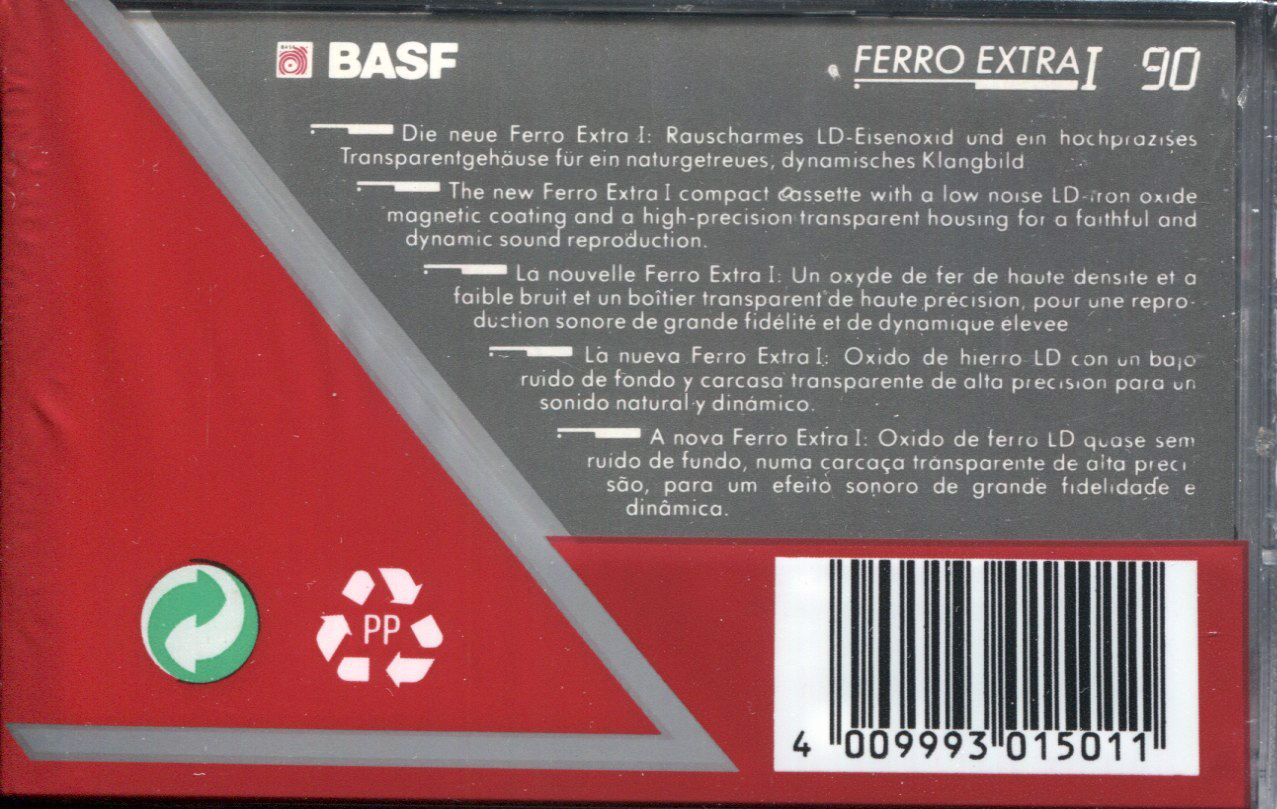 BASF
FERRO EXTRA I 90
Die neue Ferro Extra I: Rauscharmes LD-Eisenoxid und ein hochprazises
Transparentgehäuse für ein naturgetreues, dynamisches Klangbild
The new Ferro Extra I compact cassette with a low noise LD-iron oxide
magnetic coating and a high-precision transparent housing for a faithful and
dynamic sound reproduction.
La nouvelle Ferro Extra I: Un oxyde de fer de haute densite et a
faible bruit et un boîtier transparent de haute précision, pour une repro-
duction sonore de grande fidélité et de dynamique elevee
La nueva Ferro Extra I: Oxido de hierro LD con un bajo
ruido de fondo y carcasa transparente de alta precision para un
sonido natural y dinámico.
A nova Ferro Extra I: Oxido de ferro LD quase sem
ruido de fundo, numa carcaça transparente de alta preci
são, para um efeito sonoro de grande fidelidade e
dinâmica.
PP
4 009993 015011